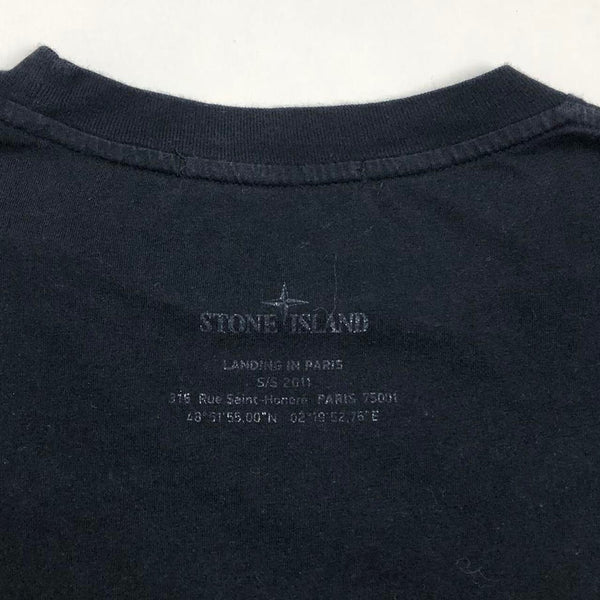 STONE ISLAND
LANDING IN PARIS
S/S 2011
316 Rue Saint-Honoré PARIS 75001
48°51'55,00"N 02°19'52,76"E